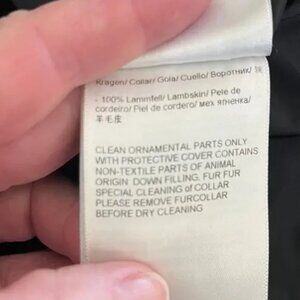 Kragen/ Collar/ Gola/ Cuello/ Воротник/
- 100% Lammfell/ Lambskin/ Pele de
cordeiro/ Piel de cordero/ мех ягненка/
羊毛皮
CLEAN ORNAMENTAL PARTS ONLY
WITH PROTECTIVE COVER CONTAINS
NON-TEXTILE PARTS OF ANIMAL
ORIGIN DOWN FILLING. FUR FUR
SPECIAL CLEANING of COLLAR
PLEASE REMOVE FURCOLLAR
BEFORE DRY CLEANING